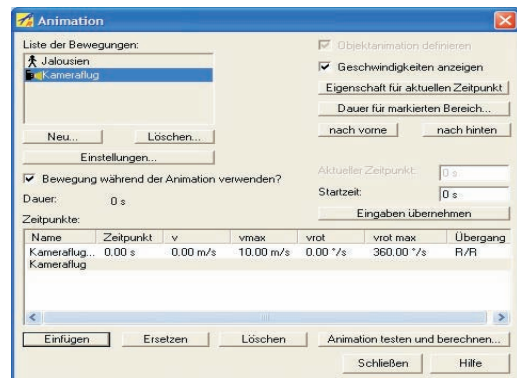 Animation
Liste der Bewegungen:
Jalousien
Kameraflug
Neu...
Löschen...
Einstellungen...
Bewegung während der Animation verwenden?
Dauer:
0 s
Objektanimation definieren
Geschwindigkeiten anzeigen
Eigenschaft für aktuellen Zeitpunkt
Dauer für markierten Bereich...
nach vorne
nach hinten
Aktueller Zeitpunkt:
0 s
Startzeit:
0 s
Eingaben übernehmen
Zeitpunkte:
Name Zeitpunkt v vmax vrot vrot max Übergang
Kameraflug... 0.00 s 0.00 m/s 10.00 m/s 0.00 °/s 360.00 °/s R/R
Kameraflug
Einfügen
Ersetzen
Löschen
Animation testen und berechnen...
Schließen
Hilfe